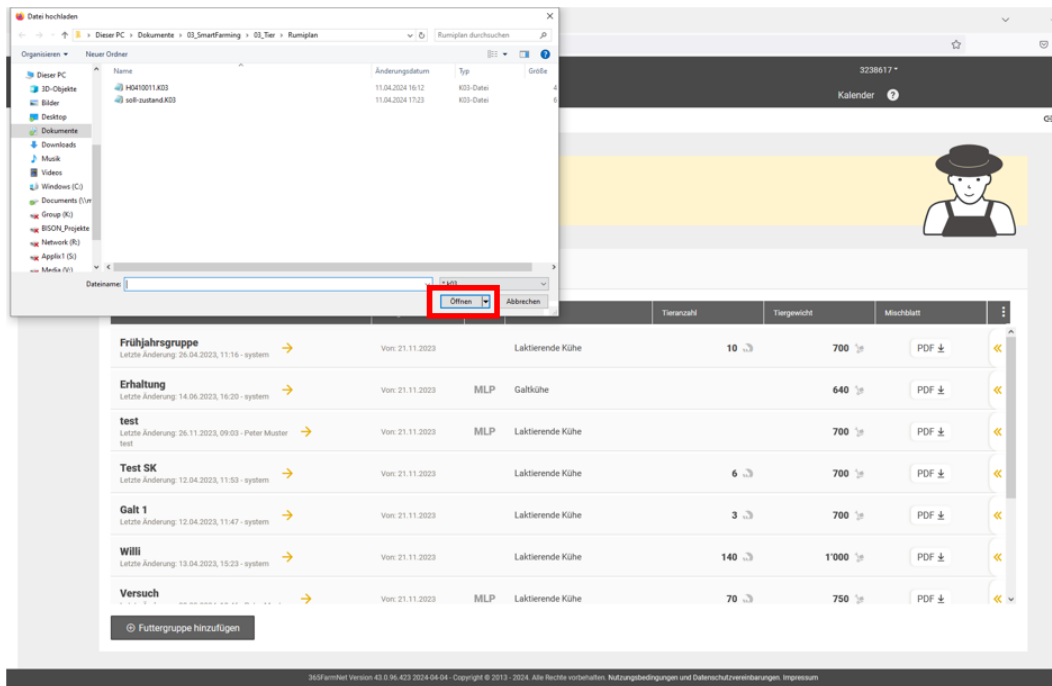 Datei hochladen
Dieser PC > Dokumente > 03_SmartFarming > 03_Tier > Rumiplan
Rumiplan durchsuchen
Organisieren
Neuer Ordner
Dieser PC
3D-Objekte
Bilder
Desktop
Dokumente
Downloads
Musik
Videos
Windows (C:)
Documents (\\m
Group (K:)
BISON_Projekte
Network (R:)
Applix1 (S:)
Media (V:)
Name Änderungsdatum Typ Größe
H0410011.K03 11.04.2024 16:12 K03-Datei 4
soll-zustand.K03 11.04.2024 17:23 K03-Datei 6
Dateiname: *.k03
Öffnen Abbrechen
3238617
Kalender ?
Tieranzahl Tiergewicht Mischblatt
Frühjahrsgruppe
Letzte Änderung: 26.04.2023, 11:16 - system
Von: 21.11.2023 Laktierende Kühe 10 700 PDF
Erhaltung
Letzte Änderung: 14.06.2023, 16:20 - system
Von: 21.11.2023 MLP Galtkühe 640 PDF
test
Letzte Änderung: 26.11.2023, 09:03 - Peter Muster
test
Von: 21.11.2023 MLP Laktierende Kühe 700 PDF
Test SK
Letzte Änderung: 12.04.2023, 11:53 - system
Von: 21.11.2023 Laktierende Kühe 6 700 PDF
Galt 1
Letzte Änderung: 12.04.2023, 11:47 - system
Von: 21.11.2023 Laktierende Kühe 3 700 PDF
Willi
Letzte Änderung: 13.04.2023, 15:23 - system
Von: 21.11.2023 Laktierende Kühe 140 1'000 PDF
Versuch
Von: 21.11.2023 MLP Laktierende Kühe 70 750 PDF
Futtergruppe hinzufügen
365FarmNet Version 43.0.96.423 2024-04-04 - Copyright © 2013 - 2024. Alle Rechte vorbehalten. Nutzungsbedingungen und Datenschutzvereinbarungen. Impressum